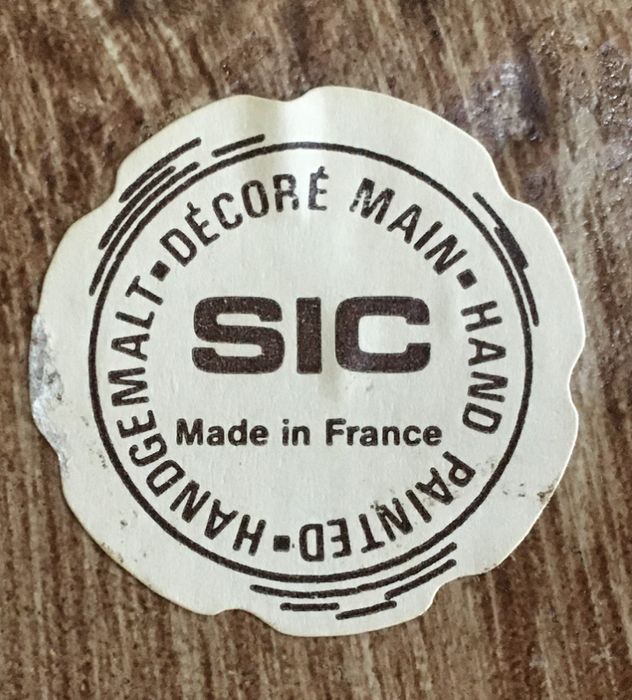 DÉCORÉ MAIN ▪ HAND PAINTED ▪ HANDGEMALT ▪
SIC
Made in France